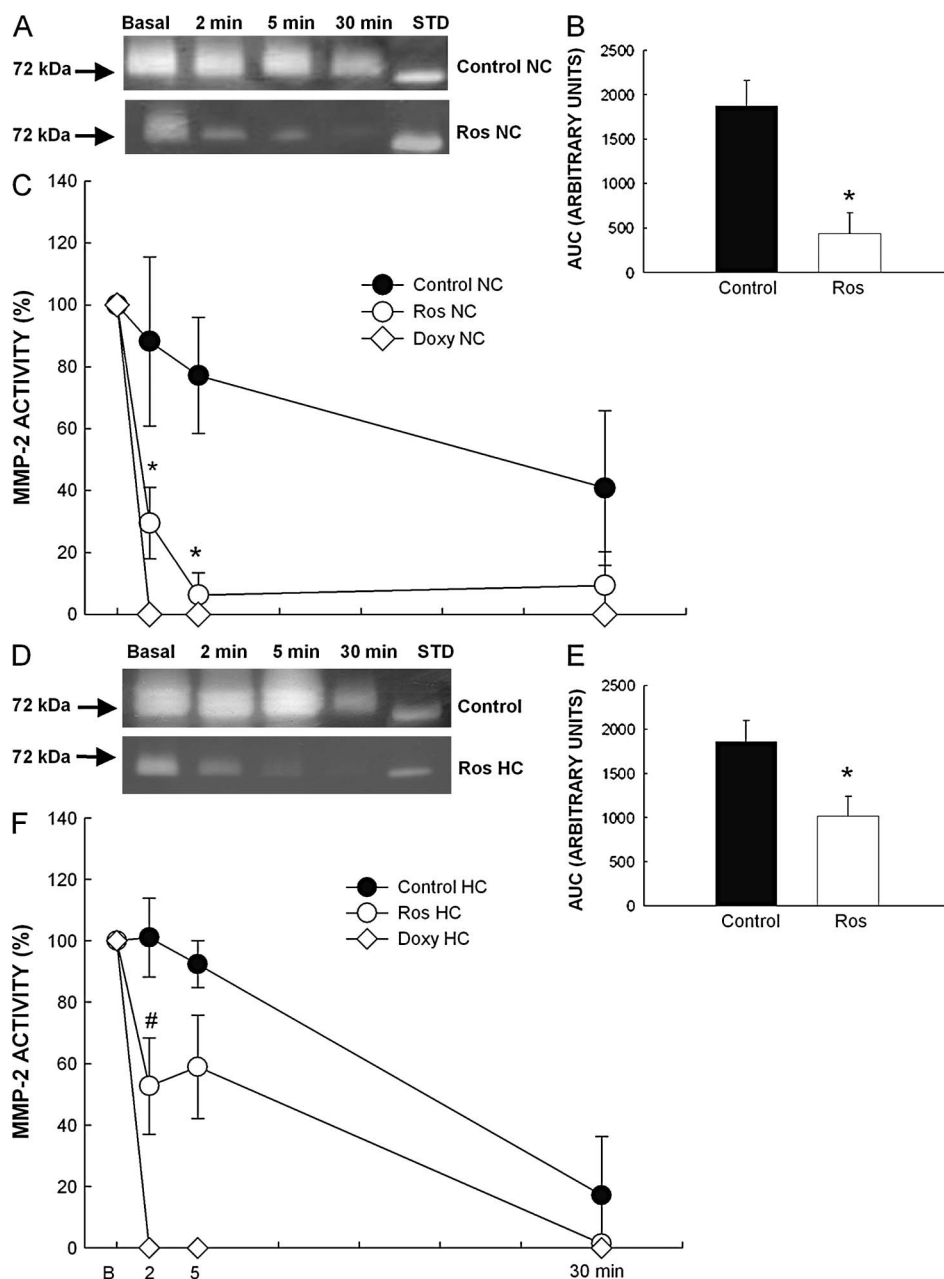 A
Basal 2 min 5 min 30 min STD
72 kDa
Control NC
72 kDa
Ros NC
B
AUC (ARBITRARY UNITS)
2500
2000
1500
1000
500
0
*
Control Ros
C
MMP-2 ACTIVITY (%)
140
120
100
80
60
40
20
0
Control NC
Ros NC
Doxy NC
*
*
D
Basal 2 min 5 min 30 min STD
72 kDa
Control
72 kDa
Ros HC
E
AUC (ARBITRARY UNITS)
2500
2000
1500
1000
500
0
*
Control Ros
F
MMP-2 ACTIVITY (%)
140
120
100
80
60
40
20
0
Control HC
Ros HC
Doxy HC
#
B 2 5 30 min